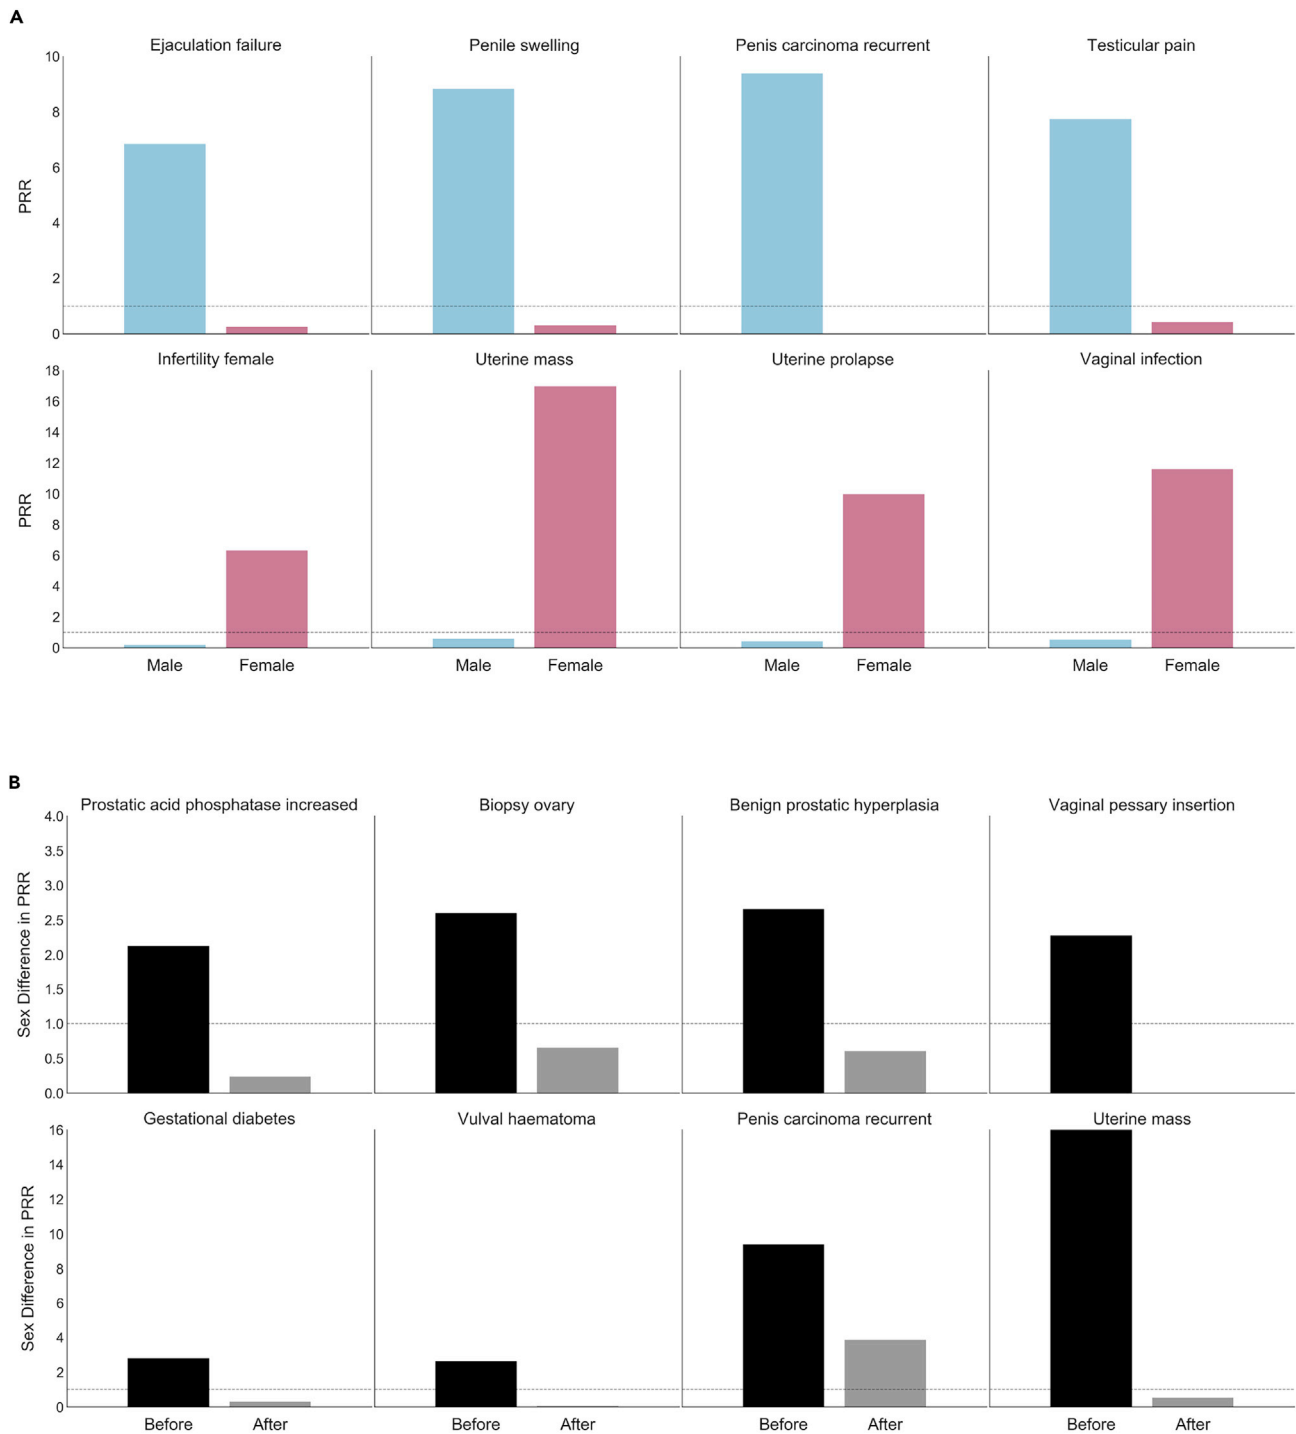 A
Ejaculation failure Penile swelling Penis carcinoma recurrent Testicular pain
10
8
6
4
2
0
PRR
Infertility female Uterine mass Uterine prolapse Vaginal infection
18
16
14
12
10
8
6
4
2
0
PRR
Male Female Male Female Male Female Male Female
B
Prostatic acid phosphatase increased Biopsy ovary Benign prostatic hyperplasia Vaginal pessary insertion
4.0
3.5
3.0
2.5
2.0
1.5
1.0
0.5
0.0
Sex Difference in PRR
Gestational diabetes Vulval haematoma Penis carcinoma recurrent Uterine mass
16
14
12
10
8
6
4
2
0
Sex Difference in PRR
Before After Before After Before After Before After